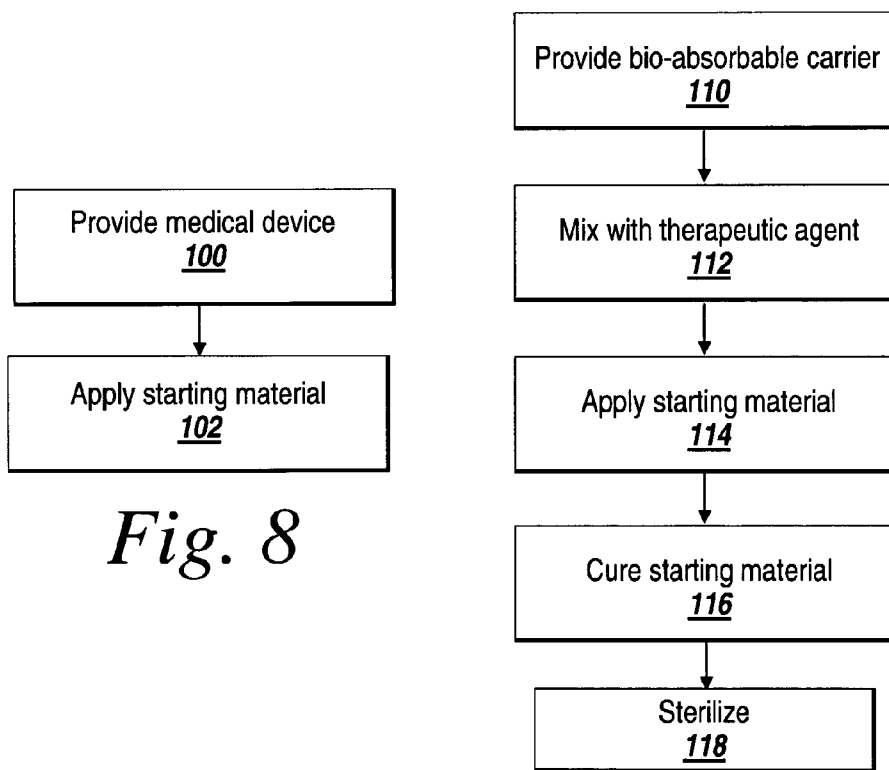 Provide medical device
100
Apply starting material
102
Fig. 8
Provide bio-absorbable carrier
110
Mix with therapeutic agent
112
Apply starting material
114
Cure starting material
116
Sterilize
118